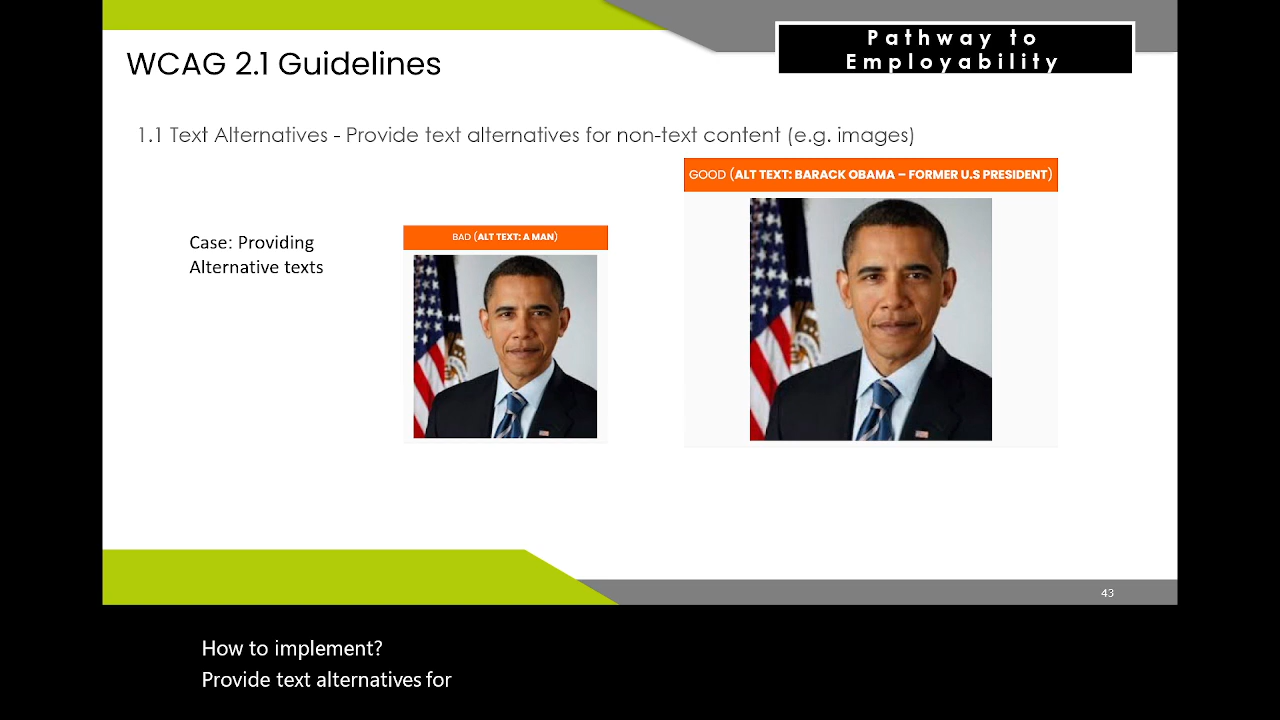 Pathway to
Employability
WCAG 2.1 Guidelines
1.1 Text Alternatives - Provide text alternatives for non-text content (e.g. images)
GOOD (ALT TEXT: BARACK OBAMA – FORMER U.S PRESIDENT)
Case: Providing
Alternative texts
BAD (ALT TEXT: A MAN)
43
How to implement?
Provide text alternatives for